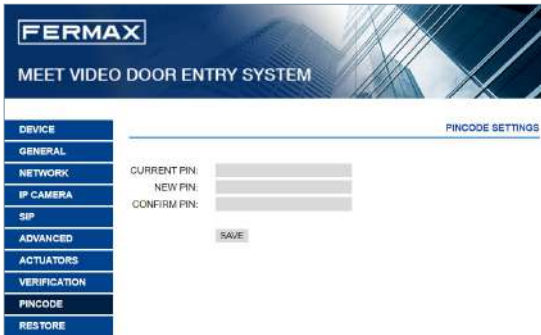 FERMAX
MEET VIDEO DOOR ENTRY SYSTEM
DEVICE
GENERAL
NETWORK
IP CAMERA
SIP
ADVANCED
ACTUATORS
VERIFICATION
PINCODE
RESTORE
PINCODE SETTINGS
CURRENT PIN:
NEW PIN:
CONFIRM PIN:
SAVE